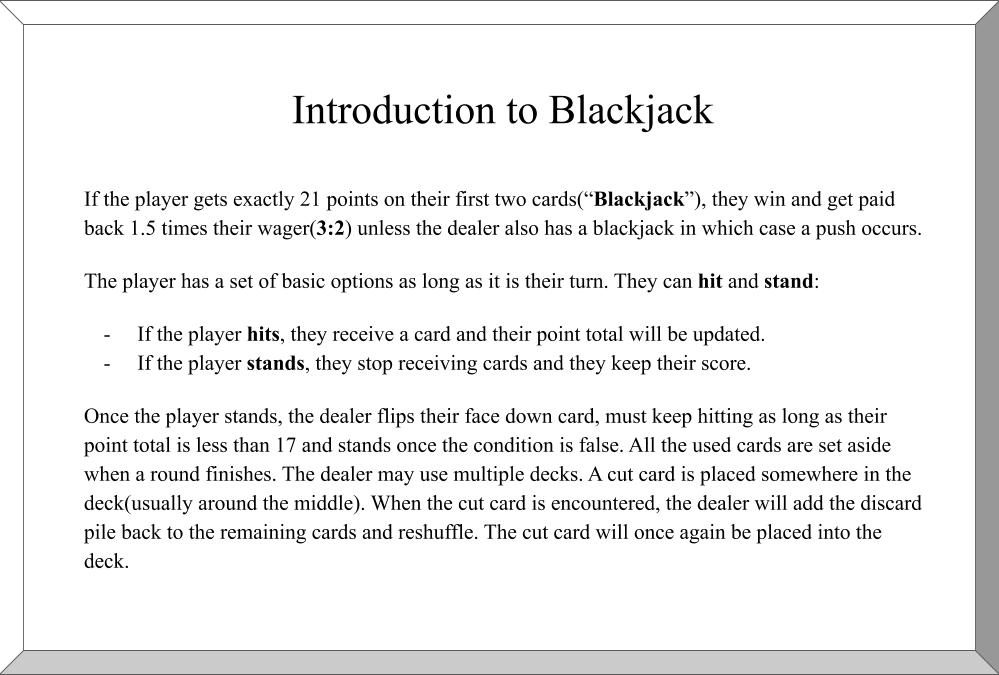 Introduction to Blackjack
If the player gets exactly 21 points on their first two cards(“Blackjack”), they win and get paid
back 1.5 times their wager(3:2) unless the dealer also has a blackjack in which case a push occurs.
The player has a set of basic options as long as it is their turn. They can hit and stand:
- If the player hits, they receive a card and their point total will be updated.
- If the player stands, they stop receiving cards and they keep their score.
Once the player stands, the dealer flips their face down card, must keep hitting as long as their
point total is less than 17 and stands once the condition is false. All the used cards are set aside
when a round finishes. The dealer may use multiple decks. A cut card is placed somewhere in the
deck(usually around the middle). When the cut card is encountered, the dealer will add the discard
pile back to the remaining cards and reshuffle. The cut card will once again be placed into the
deck.